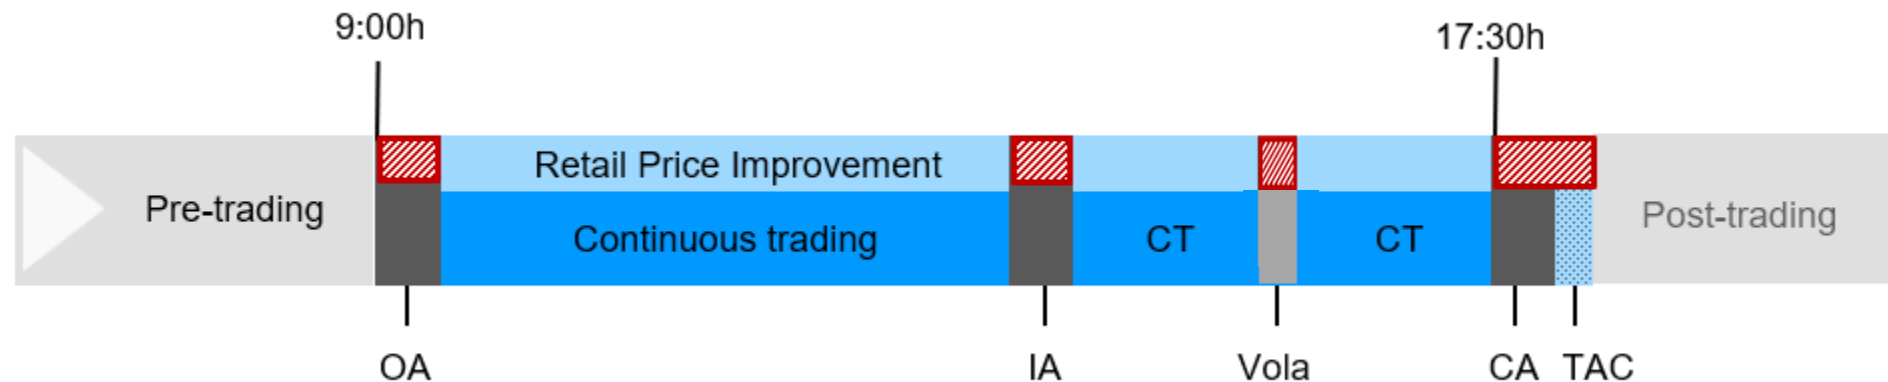 9:00h
17:30h
Retail Price Improvement
Pre-trading
Continuous trading
CT
CT
Post-trading
OA
IA
Vola
CA
TAC